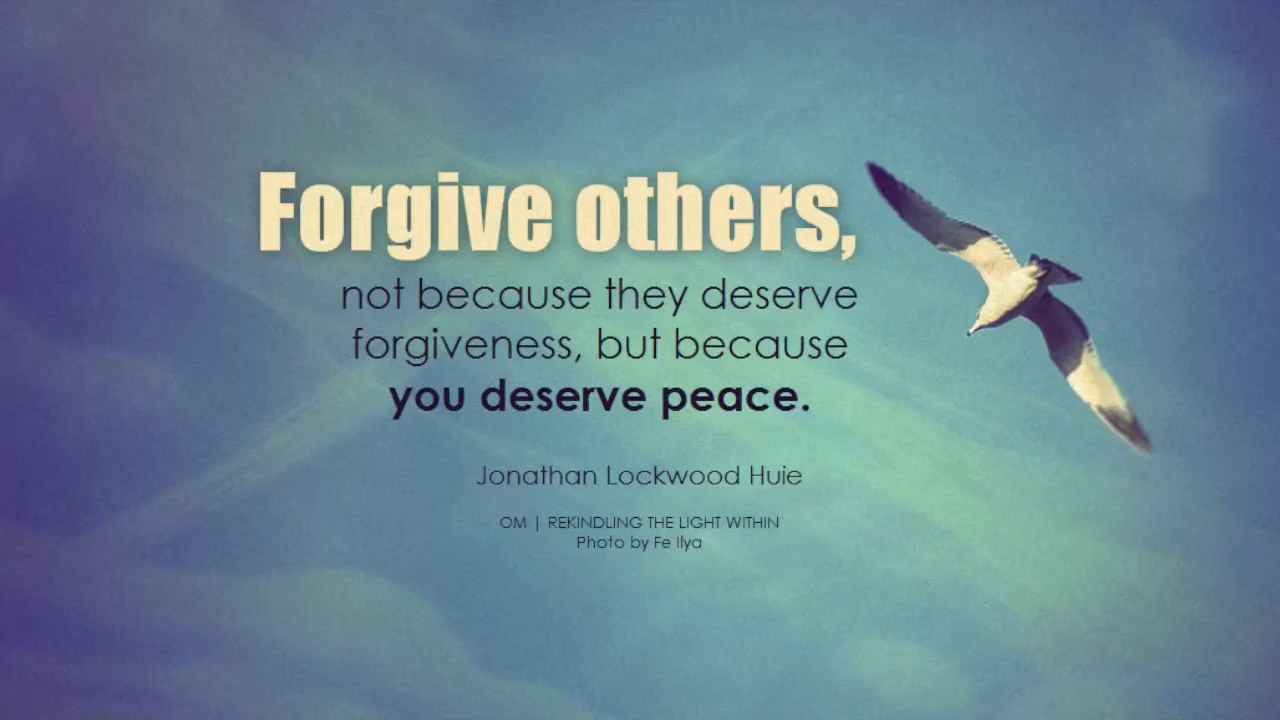 Forgive others,
not because they deserve
forgiveness, but because
you deserve peace.
Jonathan Lockwood Huie
OM | REKINDLING THE LIGHT WITHIN
Photo by Fe Ilya